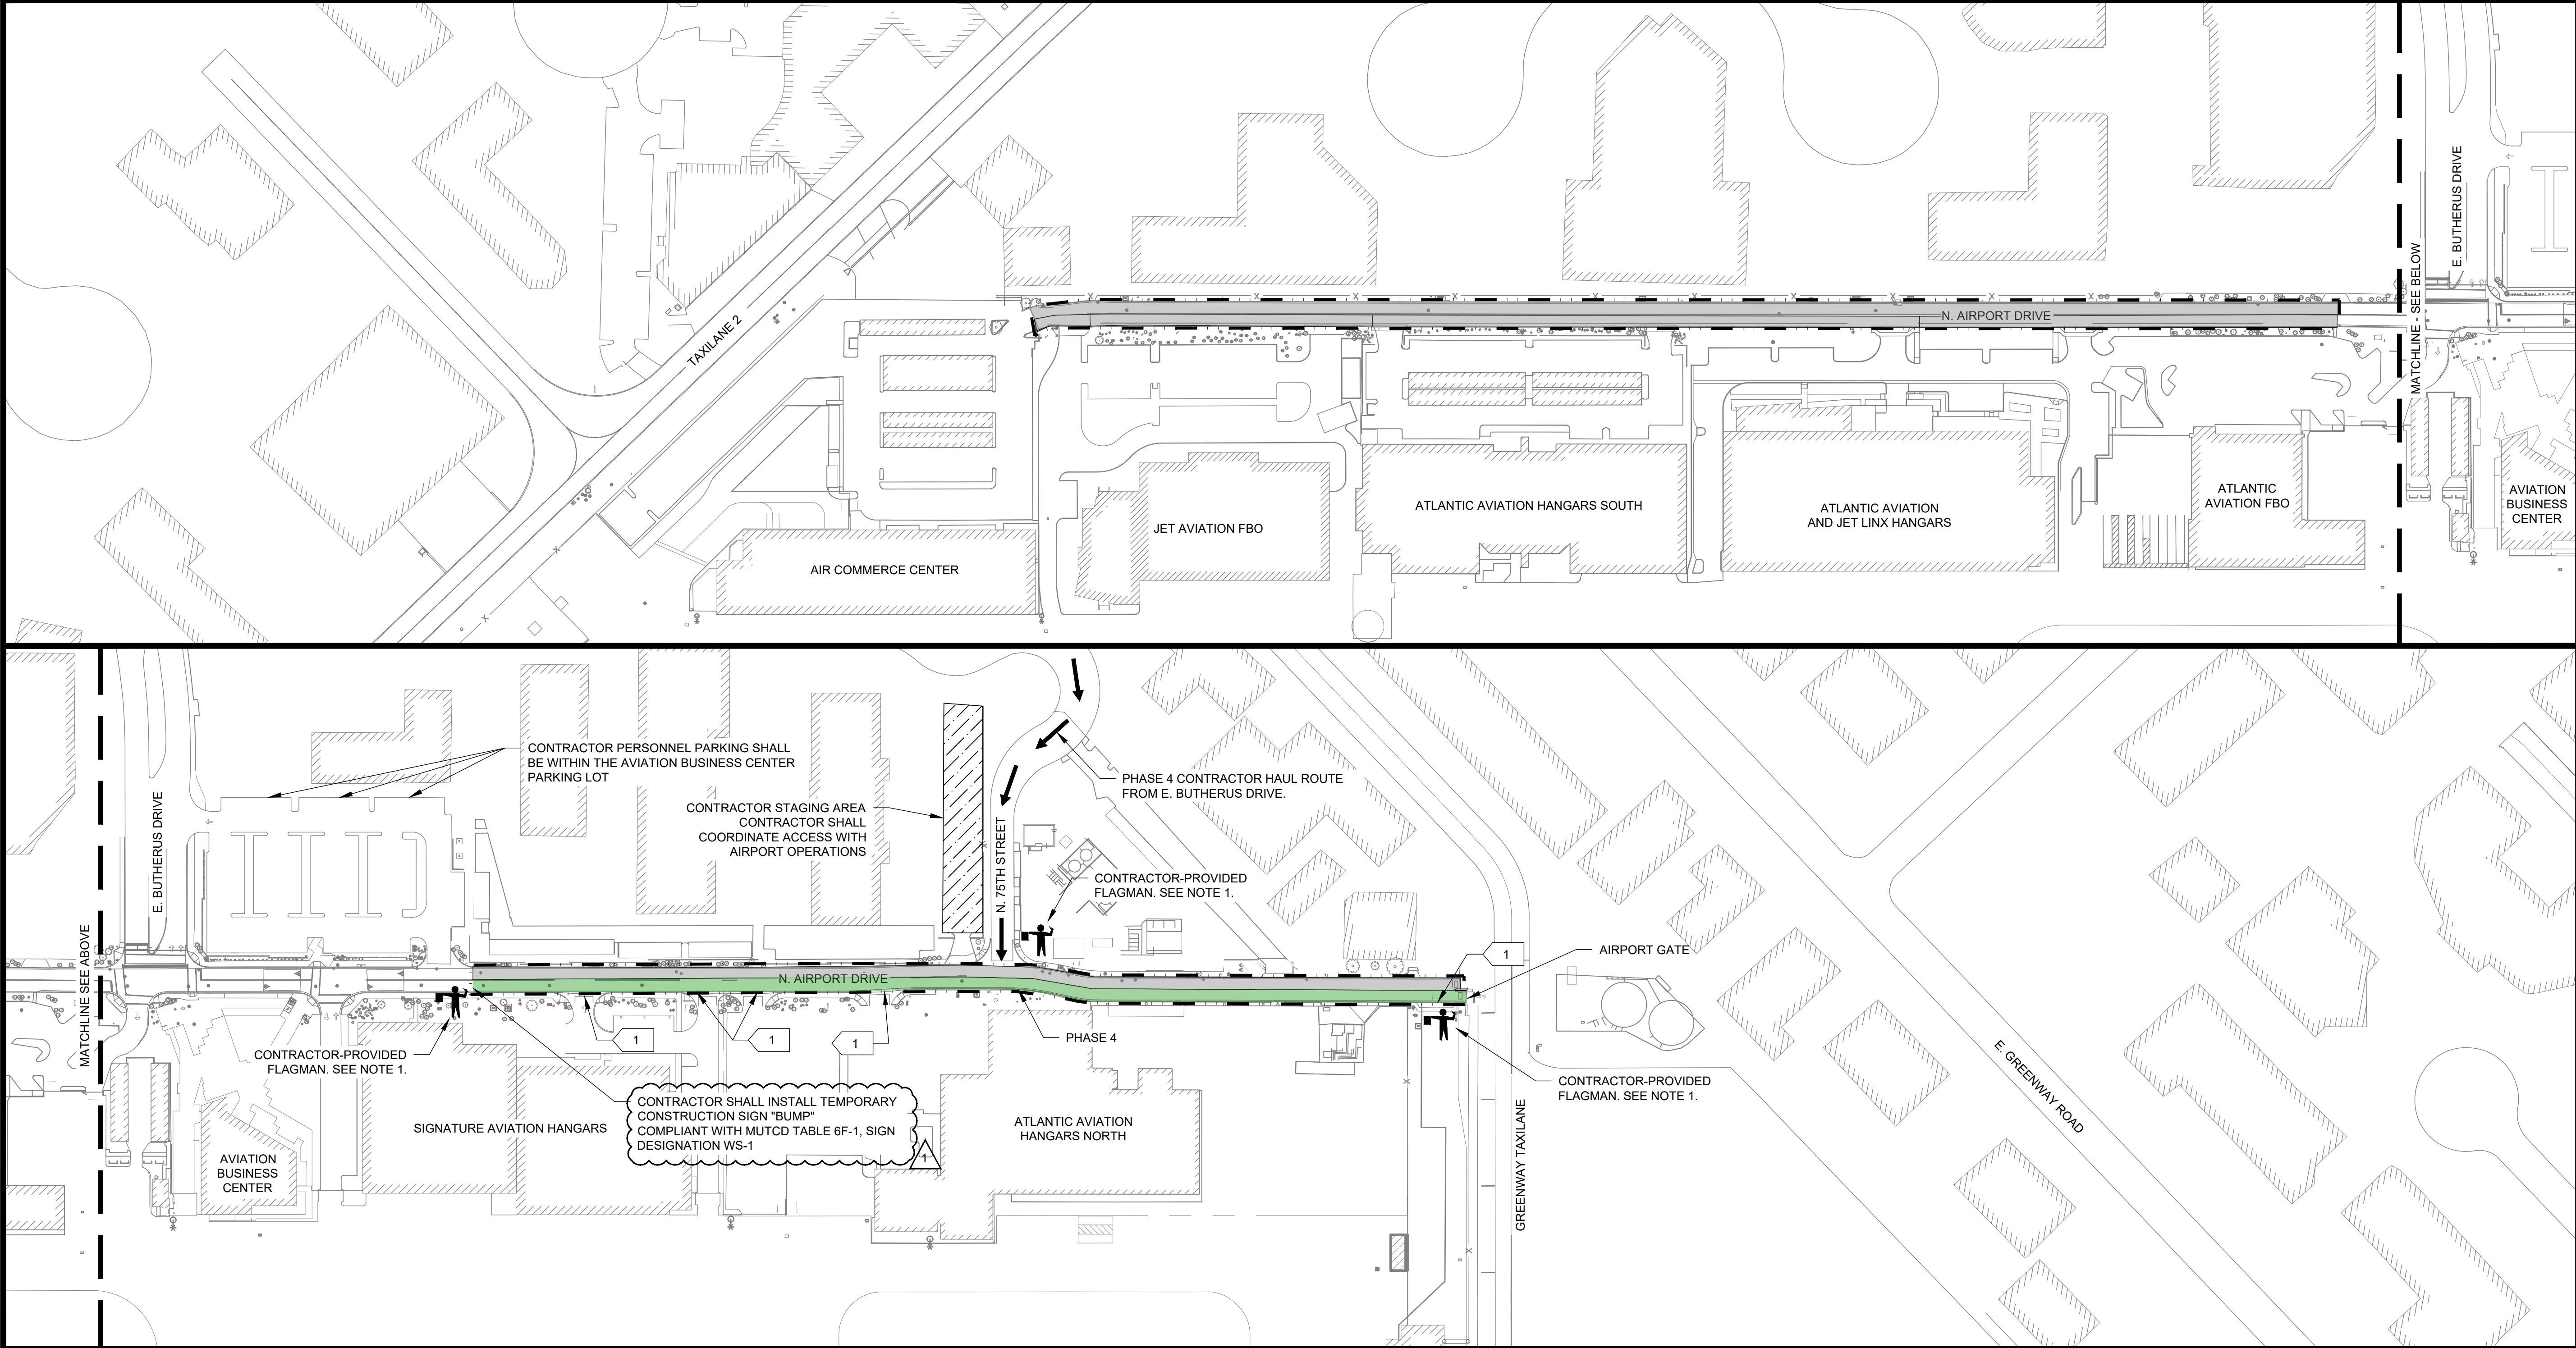 E. BUTHERUS DRIVE
MATCHLINE - SEE BELOW
N. AIRPORT DRIVE
TAXILANE 2
AIR COMMERCE CENTER
JET AVIATION FBO
ATLANTIC AVIATION HANGARS SOUTH
ATLANTIC AVIATION
AND JET LINX HANGARS
ATLANTIC
AVIATION FBO
AVIATION
BUSINESS
CENTER
MATCHLINE SEE ABOVE
E. BUTHERUS DRIVE
CONTRACTOR PERSONNEL PARKING SHALL
BE WITHIN THE AVIATION BUSINESS CENTER
PARKING LOT
CONTRACTOR STAGING AREA
CONTRACTOR SHALL
COORDINATE ACCESS WITH
AIRPORT OPERATIONS
N. 75TH STREET
PHASE 4 CONTRACTOR HAUL ROUTE
FROM E. BUTHERUS DRIVE.
CONTRACTOR-PROVIDED
FLAGMAN. SEE NOTE 1.
1
AIRPORT GATE
N. AIRPORT DRIVE
1
1
1
PHASE 4
CONTRACTOR-PROVIDED
FLAGMAN. SEE NOTE 1.
CONTRACTOR-PROVIDED
FLAGMAN. SEE NOTE 1.
CONTRACTOR SHALL INSTALL TEMPORARY
CONSTRUCTION SIGN "BUMP"
COMPLIANT WITH MUTCD TABLE 6F-1, SIGN
DESIGNATION WS-1
1
SIGNATURE AVIATION HANGARS
ATLANTIC AVIATION
HANGARS NORTH
AVIATION
BUSINESS
CENTER
GREENWAY TAXILANE
E. GREENWAY ROAD